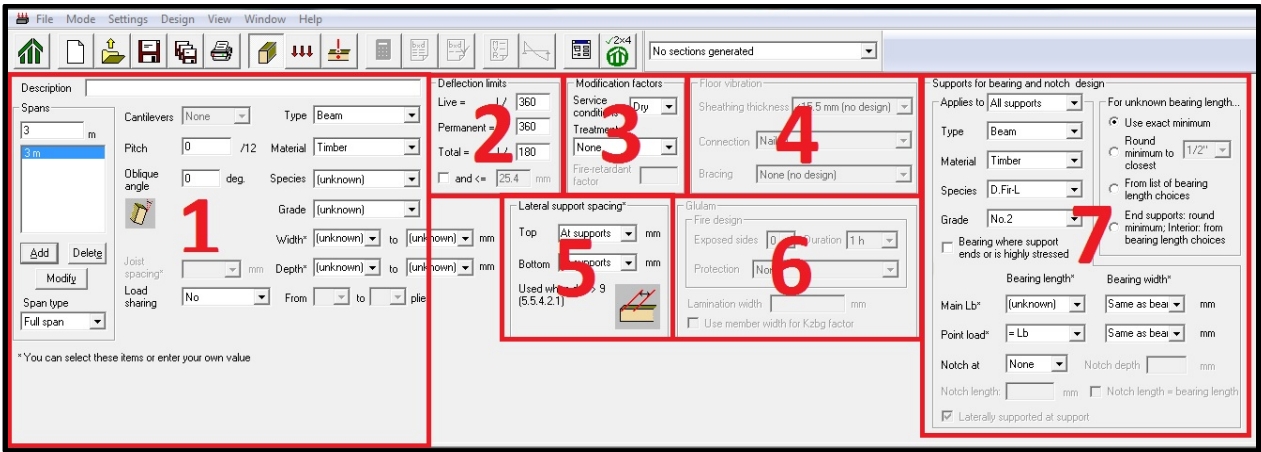 File Mode Settings Design View Window Help
2×4
No sections generated
Description
Spans
3 m
3 m
Add Delete
Modify
Span type
Full span
Cantilevers None
Pitch 0 /12
Oblique angle 0 deg.
Joist spacing* mm
Load sharing No
Type Beam
Material Timber
Species (unknown)
Grade (unknown)
Width* (unknown) to (unknown) mm
Depth* (unknown) to (unknown) mm
From to plie
* You can select these items or enter your own value
1
Deflection limits
Live = L/ 360
Permanent = 360
Total = L/ 180
and <= 25.4 mm
2
Modification factors
Service conditions Dry
Treatment
None
Fire-retardant factor
3
Floor vibration
Sheathing thickness 15.5 mm (no design)
Connection Nail
Bracing None (no design)
4
Lateral support spacing*
Top At supports mm
Bottom supports mm
Used when > 9
(5.5.4.2.1)
5
Glulam
Fire design
Exposed sides 0 Duration 1 h
Protection
Lamination width mm
Use member width for Kzbg factor
6
Supports for bearing and notch design
Applies to All supports
Type Beam
Material Timber
Species D.Fir-L
Grade No.2
Bearing where support
ends or is highly stressed
For unknown bearing length...
Use exact minimum
Round
minimum to 1/2"
closest
From list of bearing
length choices
End supports: round
minimum; Interior: from
bearing length choices
Bearing length* Bearing width*
Main Lb* (unknown) Same as bear mm
Point load* = Lb Same as bear mm
Notch at None Notch depth mm
Notch length: mm Notch length = bearing length
Laterally supported at support
7